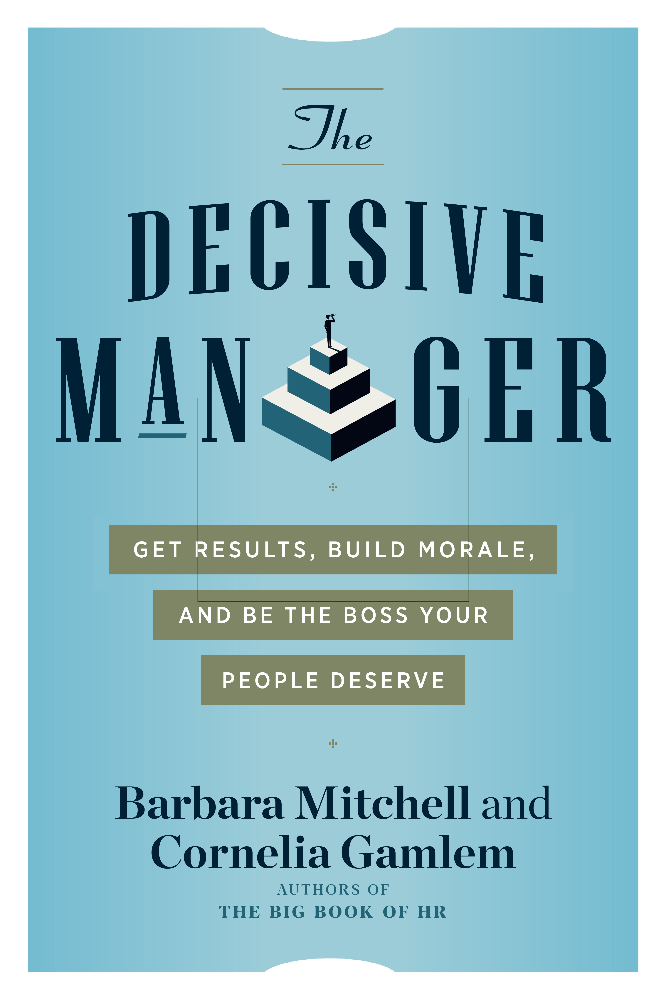 The
DECISIVE
MANAGER
GET RESULTS, BUILD MORALE,
AND BE THE BOSS YOUR
PEOPLE DESERVE
Barbara Mitchell and
Cornelia Gamlem
AUTHORS OF
THE BIG BOOK OF HR